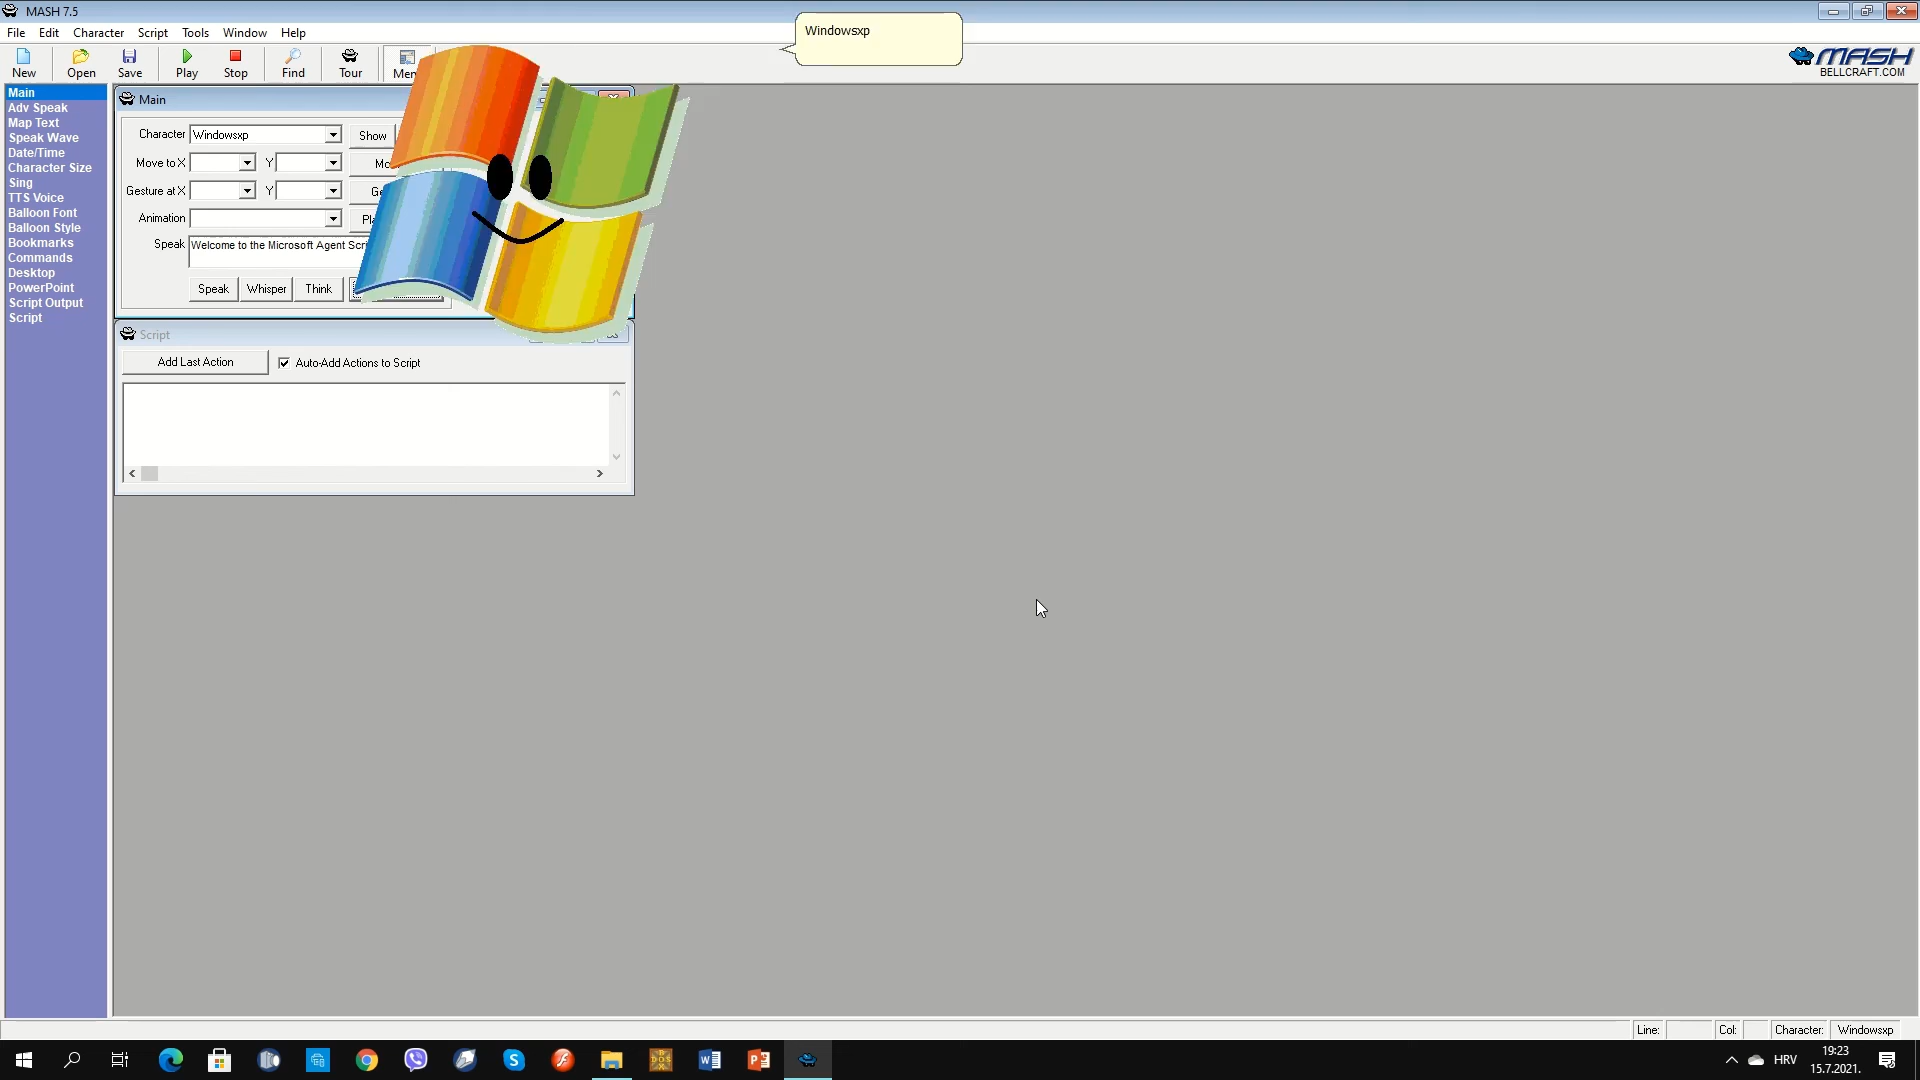 MASH 7.5
Windowsxp
File Edit Character Script Tools Window Help
New Open Save Play Stop Find Tour
MASH
BELLCRAFT.COM
Main
Adv Speak
Map Text
Speak Wave
Date/Time
Character Size
Sing
TTS Voice
Balloon Font
Balloon Style
Bookmarks
Commands
Desktop
PowerPoint
Script Output
Script
Main
Character Windowsxp Show
Move to X Y
Gesture at X Y
Animation
Speak Welcome to the Microsoft Agent
Speak Whisper Think
Script
Add Last Action Auto-Add Actions to Script
Line: Col: Character: Windowsxp
HRV
19:23
15.7.2021.